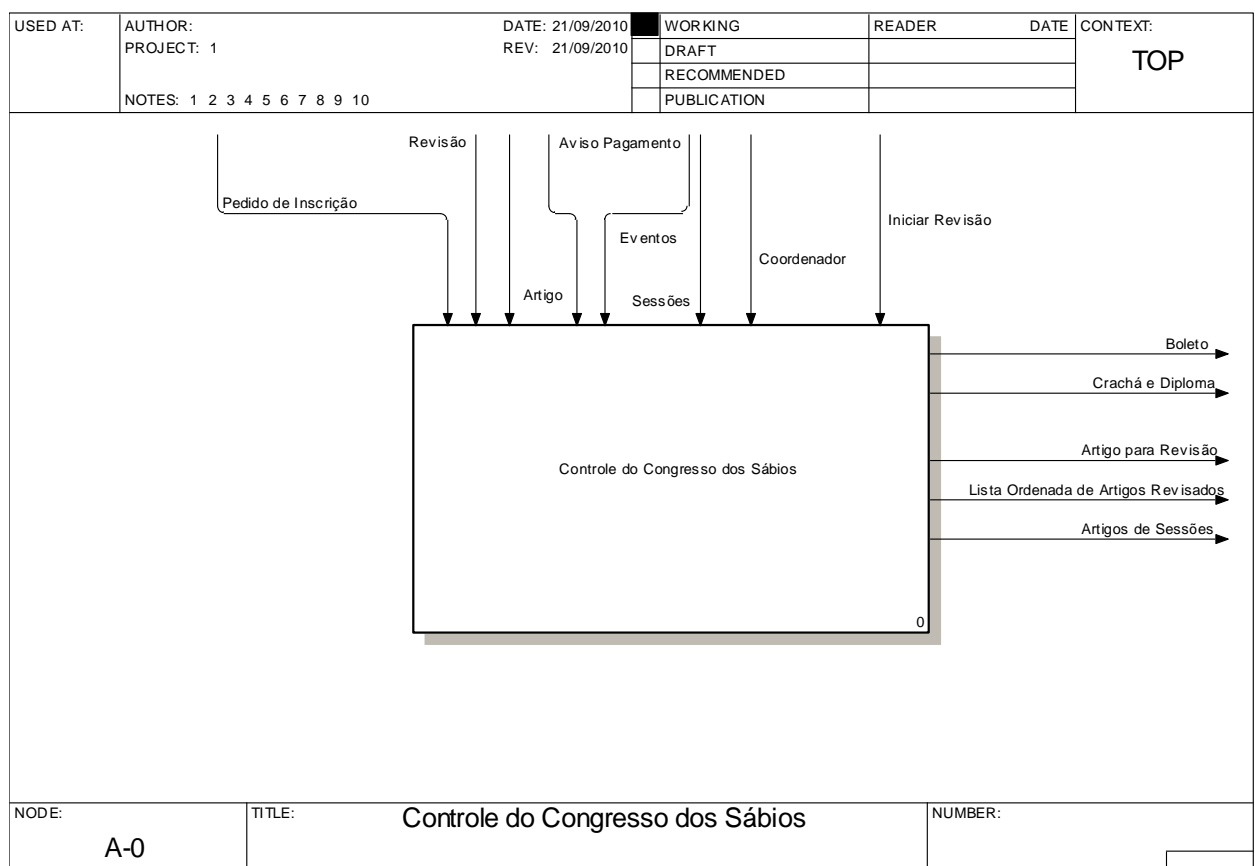 USED AT:
AUTHOR:
DATE: 21/09/2010
WORKING
READER
DATE
CONTEXT:
PROJECT: 1
REV: 21/09/2010
DRAFT
TOP
RECOMMENDED
NOTES: 1 2 3 4 5 6 7 8 9 10
PUBLICATION
Revisão
Aviso Pagamento
Pedido de Inscrição
Iniciar Revisão
Eventos
Coordenador
Artigo
Sessões
Boleto
Crachá e Diploma
Artigo para Revisão
Controle do Congresso dos Sábios
Lista Ordenada de Artigos Revisados
Artigos de Sessões
0
NODE:
TITLE:
Controle do Congresso dos Sábios
NUMBER:
A-0